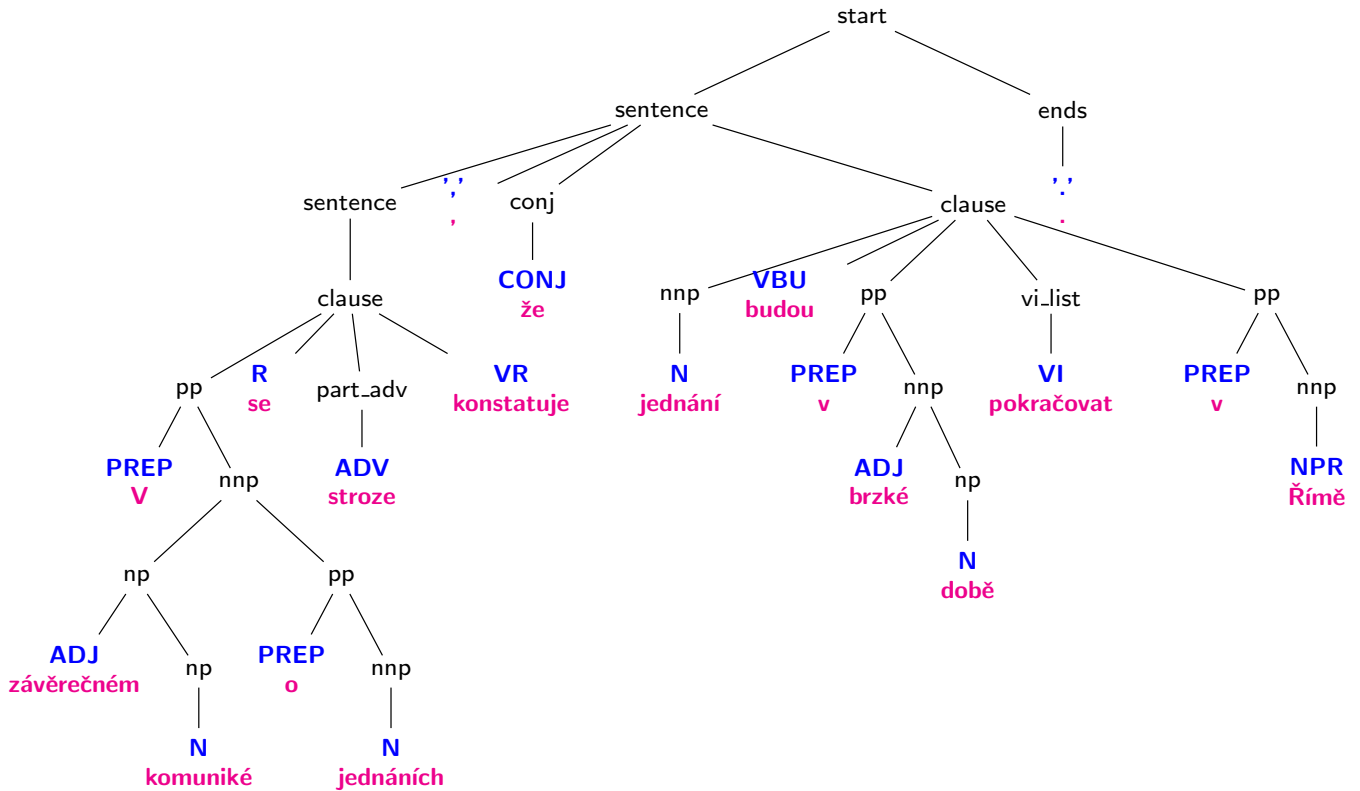 start
sentence ends
sentence ',' conj clause '.'
, .
CONJ
že
clause nnp VBU pp vi_list pp
budou
pp R part_adv VR N PREP nnp VI PREP nnp
se konstatuje jednání v pokračovat v
PREP nnp ADV ADJ np NPR
V stroze brzké Římě
N
době
np pp
ADJ np PREP nnp
závěrečném o
N N
komuniké jednáních